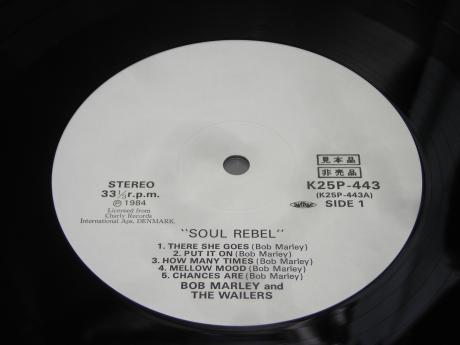 STEREO
33⅓r.p.m.
Ⓟ1984
Licensed from
Charly Records
International Aps, DENMARK.
見本品
非売品
K25P-443
(K25P-443A)
SIDE 1
"SOUL REBEL"
1. THERE SHE GOES (Bob Marley)
2. PUT IT ON (Bob Marley)
3. HOW MANY TIMES (Bob Marley)
4. MELLOW MOOD (Bob Marley)
5. CHANCES ARE (Bob Marley)
BOB MARLEY and
THE WAILERS